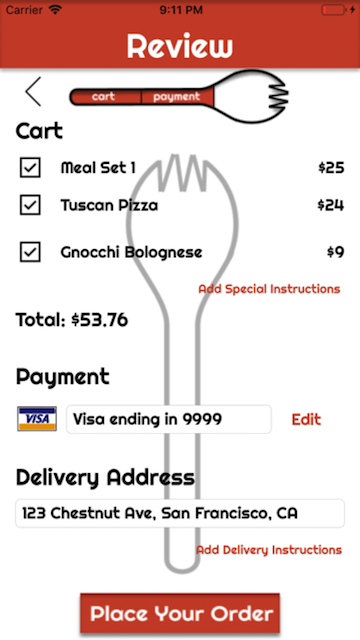 Carrier 9:11 PM
Review
cart payment
Cart
Meal Set 1 $25
Tuscan Pizza $24
Gnocchi Bolognese $9
Add Special Instructions
Total: $53.76
Payment
VISA Visa ending in 9999 Edit
Delivery Address
123 Chestnut Ave, San Francisco, CA
Add Delivery Instructions
Place Your Order